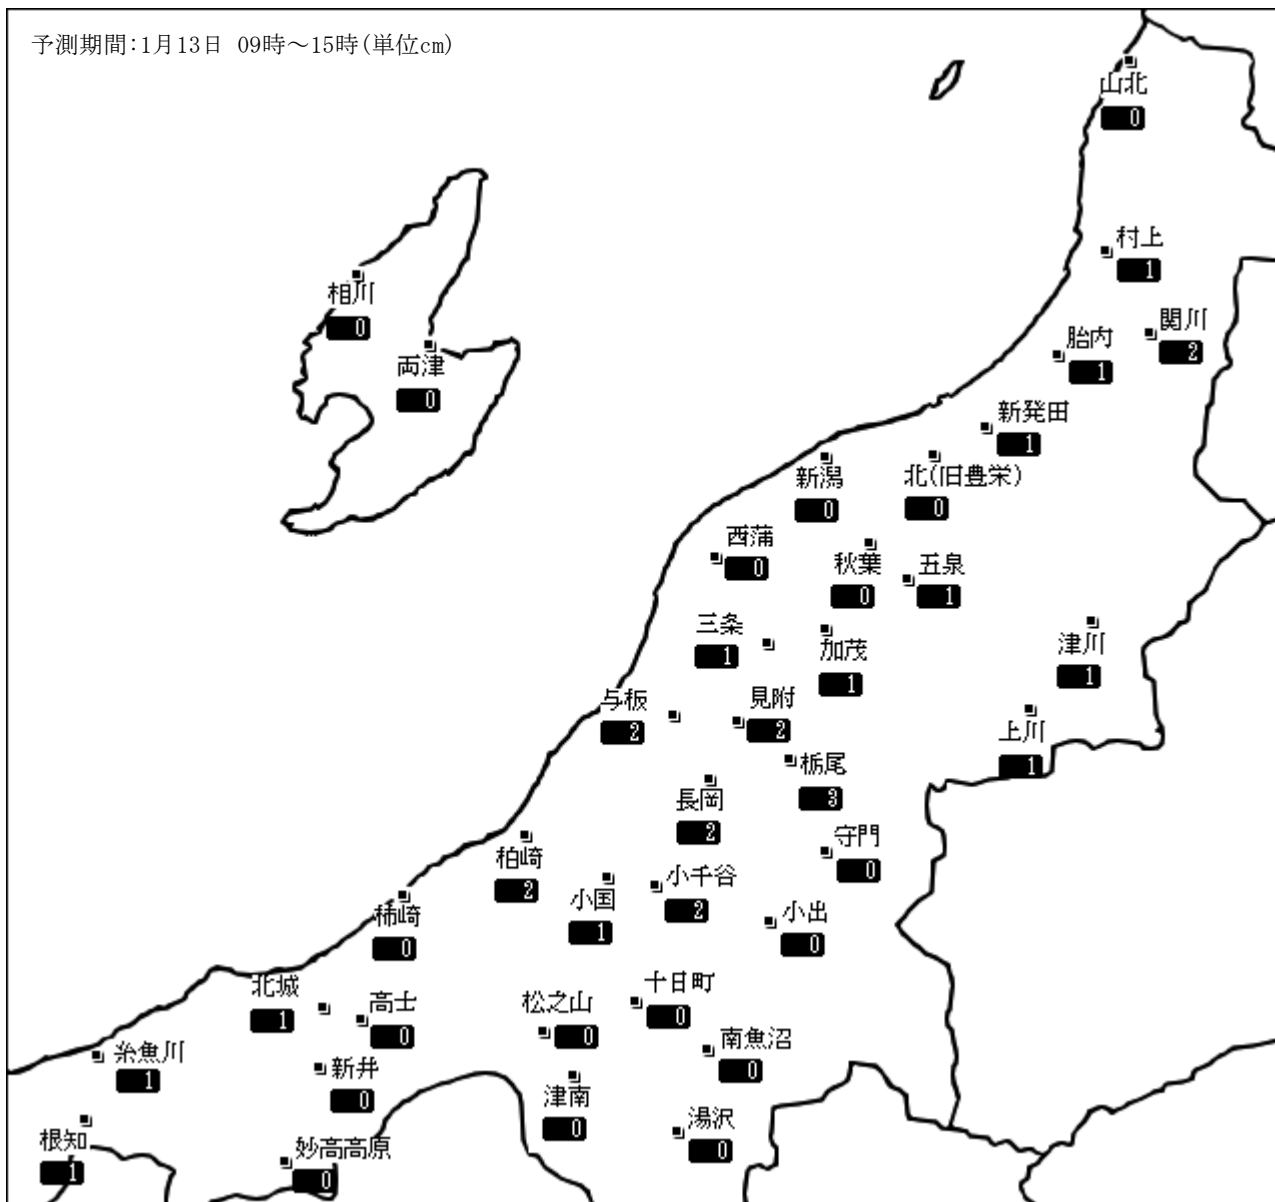 予測期間:1月13日 09時～15時(単位cm)
山北
0
村上
1
関川
2
胎内
1
新発田
1
相川
0
両津
0
新潟
0
北(旧豊栄)
0
西蒲
0
秋葉
0
五泉
1
三条
1
加茂
1
津川
1
与板
2
見附
2
上川
1
栃尾
3
長岡
2
守門
0
柏崎
2
小国
1
小千谷
2
小出
0
柿崎
0
北城
1
高士
0
松之山
0
十日町
0
南魚沼
0
糸魚川
1
新井
0
津南
0
湯沢
0
根知
1
妙高高原
0